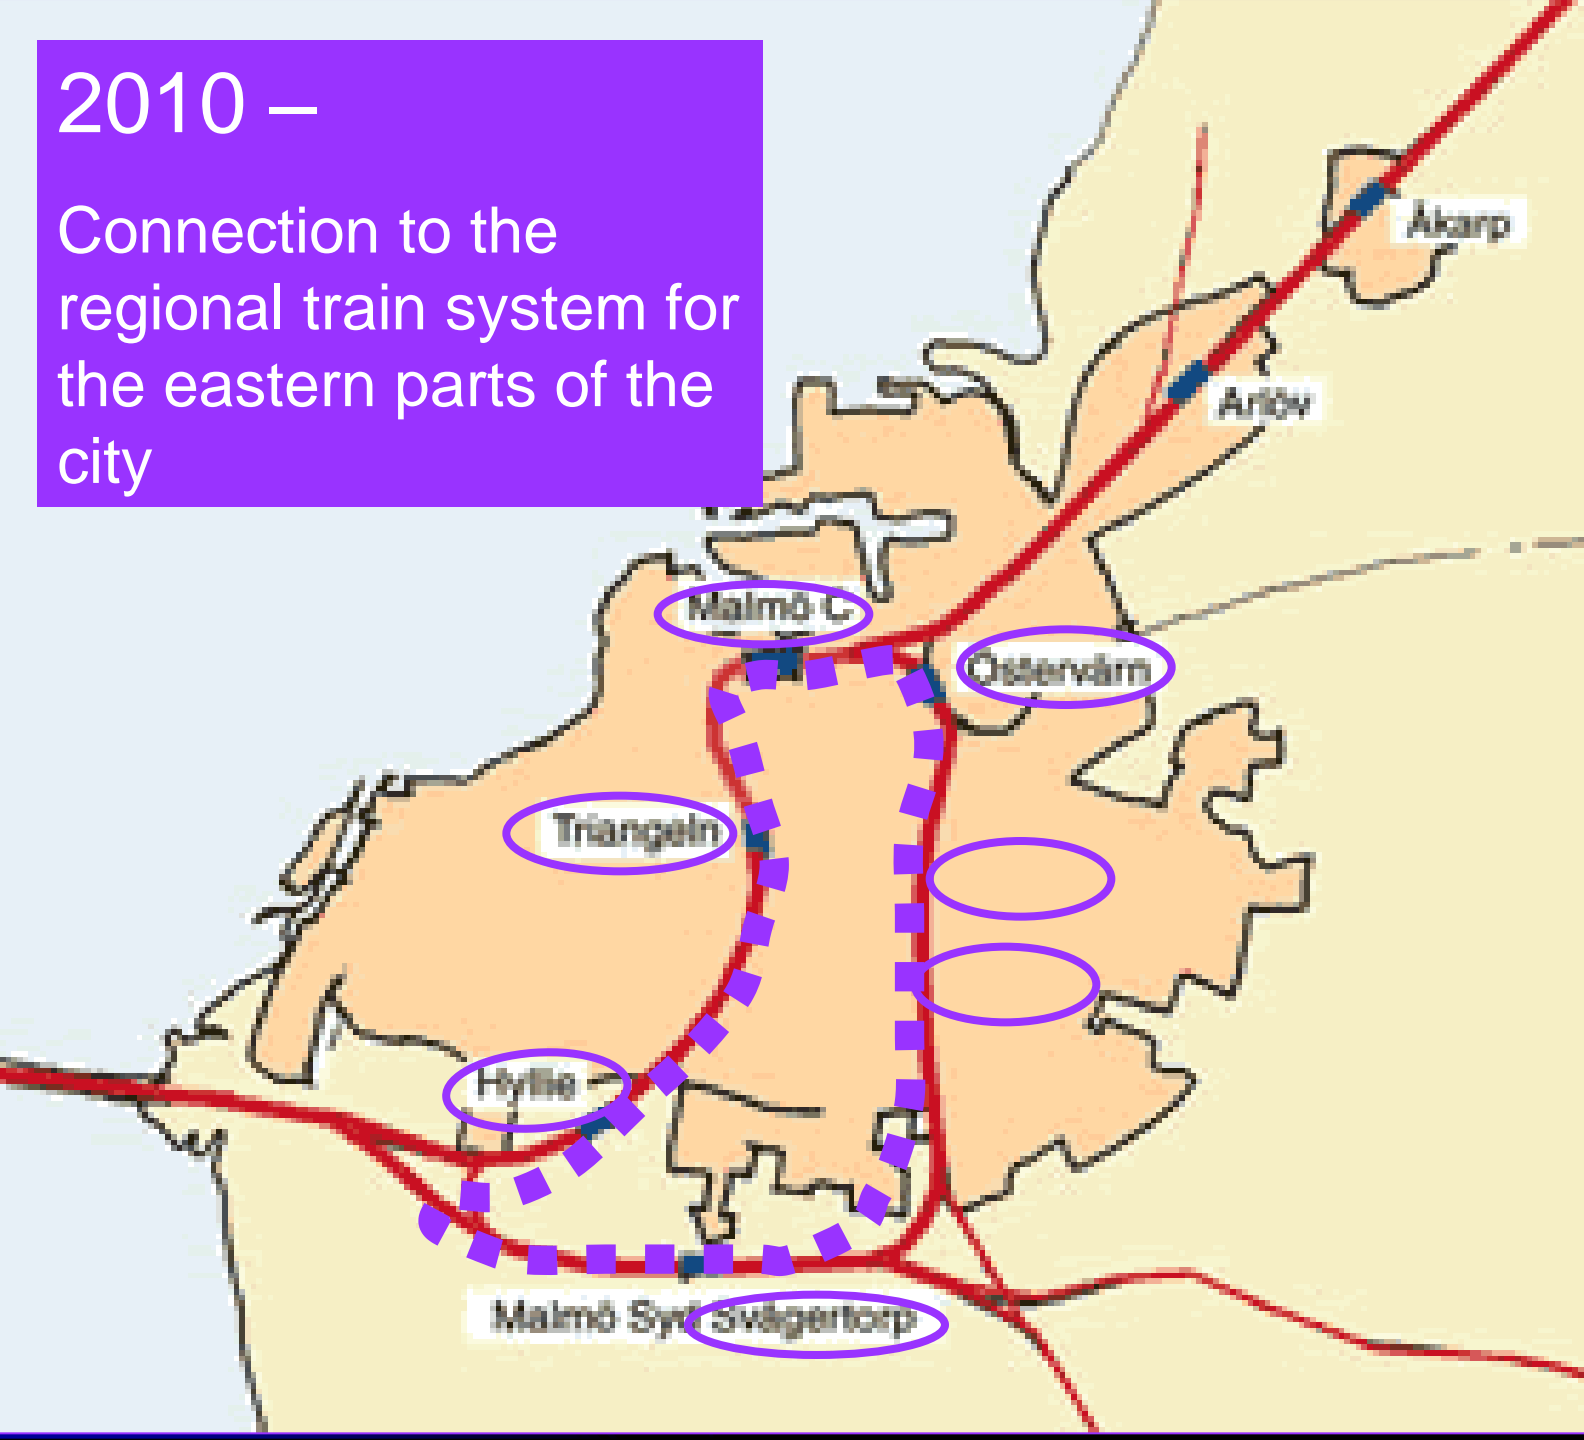 2010 –
Connection to the
regional train system for
the eastern parts of the
city
Åkarp
Arlöv
Malmö C
Östervärn
Triangeln
Hyllie
Malmö Syd Svågertorp